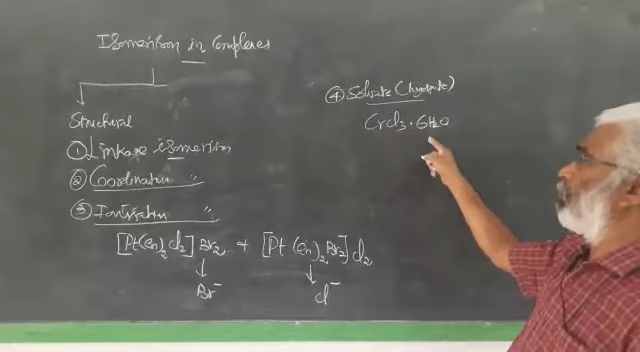 Isomerism in Complexes
Structural
① Linkage isomerism
② Coordination "
③ Ionisation "
[Pt(en)₂Cl₂]Br₂ + [Pt(en)₂Br₂]Cl₂
Br⁻ Cl⁻
④ Solvate (hydrate)
CrCl₃·6H₂O